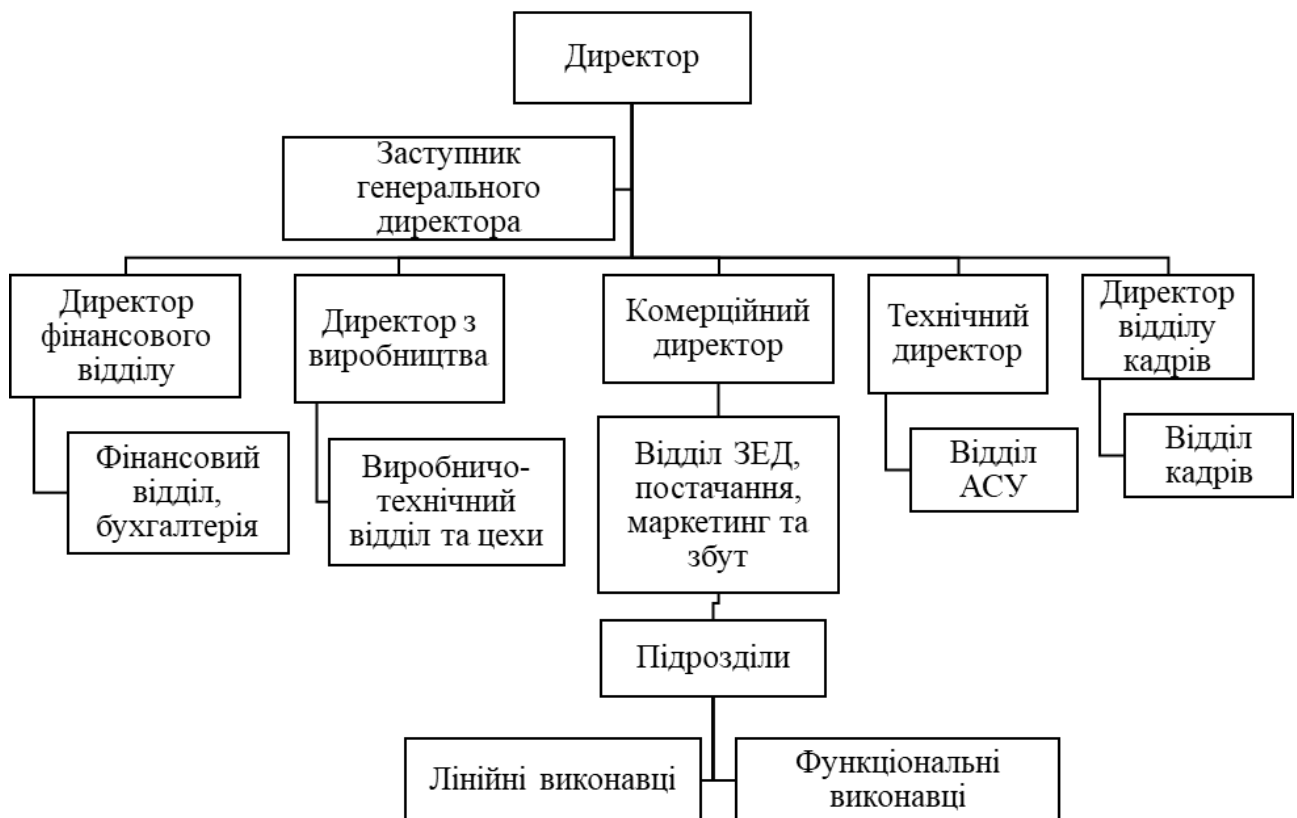 Директор
Заступник
генерального
директора
Директор
фінансового
відділу
Директор з
виробництва
Комерційний
директор
Технічний
директор
Директор
відділу
кадрів
Фінансовий
відділ,
бухгалтерія
Виробничо-
технічний
відділ та цехи
Відділ ЗЕД,
постачання,
маркетинг та
збут
Відділ
АСУ
Відділ
кадрів
Підрозділи
Лінійні виконавці
Функціональні
виконавці